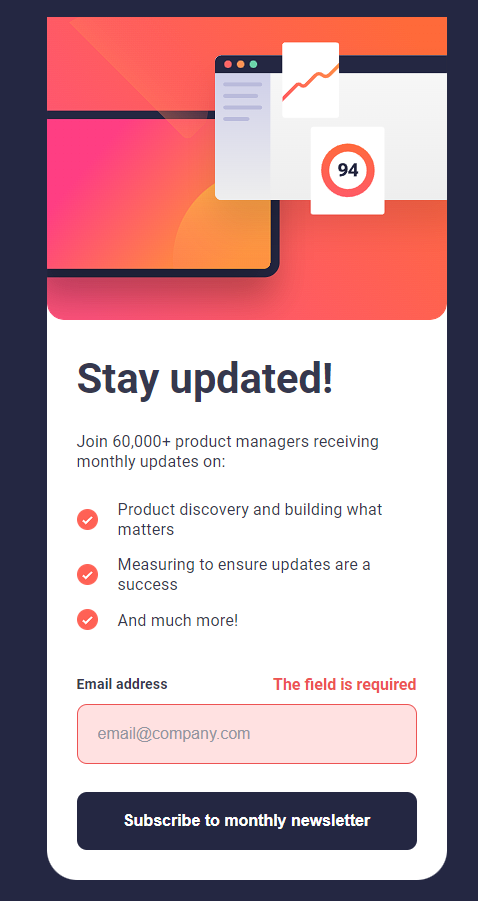 94
Stay updated!
Join 60,000+ product managers receiving
monthly updates on:
Product discovery and building what
matters
Measuring to ensure updates are a
success
And much more!
Email address
The field is required
email@company.com
Subscribe to monthly newsletter